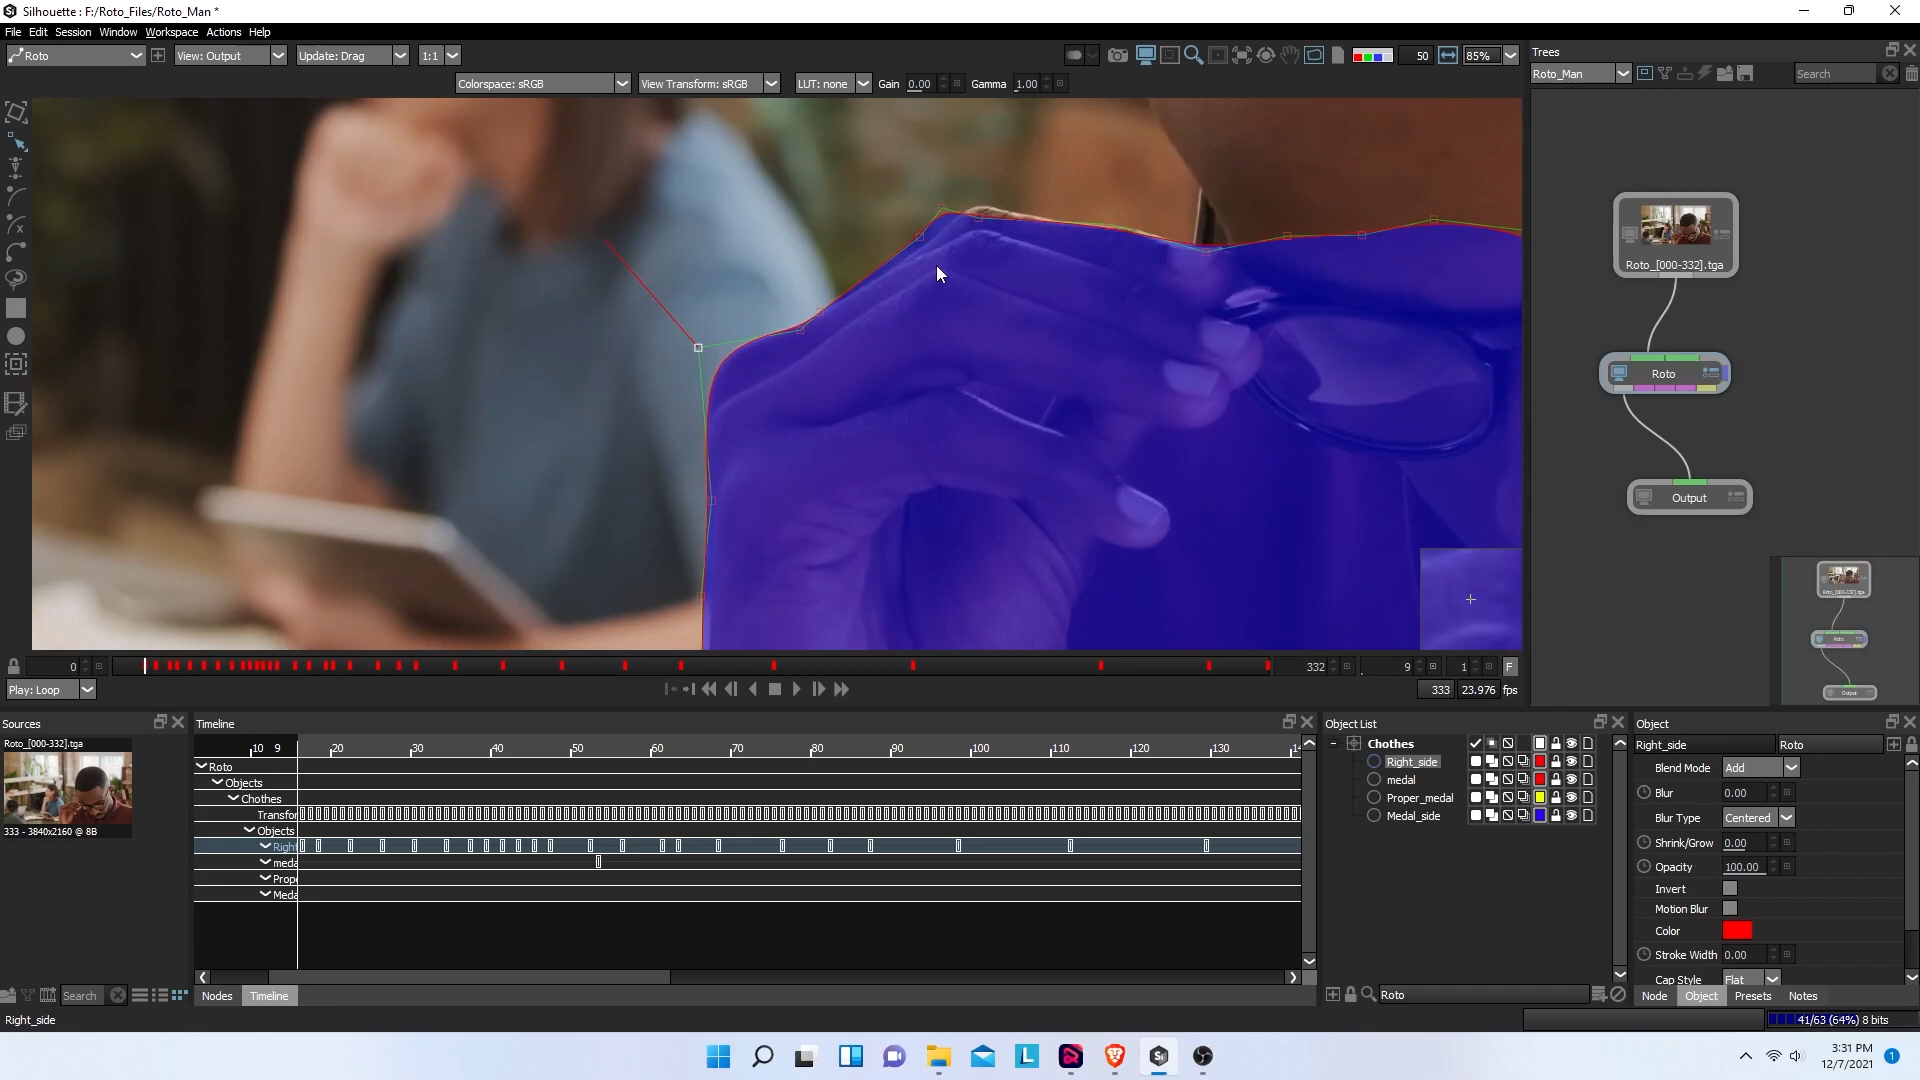 Silhouette : F:/Roto_Files/Roto_Man *
File Edit Session Window Workspace Actions Help
Roto View: Output Update: Drag 1:1 50 85%
Colorspace: sRGB View Transform: sRGB LUT: none Gain 0.00 Gamma 1.00
Trees
Roto_Man Search
Roto_[000-332].tga
Roto
Output
0 332 9 1 F
Play: Loop 333 23.976 fps
Sources
Roto_[000-332].tga
333 - 3840x2160 @ 8B
Search
Timeline
10 9 20 30 40 50 60 70 80 90 100 110 120 130 14
Roto
Objects
Chothes
Transfor
Objects
Right
meda
Prop
Meda
Nodes Timeline
Right_side
Object List
Chothes
Right_side
medal
Proper_medal
Medal_side
Roto
Object
Right_side Roto
Blend Mode Add
Blur 0.00
Blur Type Centered
Shrink/Grow 0.00
Opacity 100.00
Invert
Motion Blur
Color
Stroke Width 0.00
Cap Style Flat
Node Object Presets Notes
41/63 (64%) 8 bits
3:31 PM
12/7/2021
1